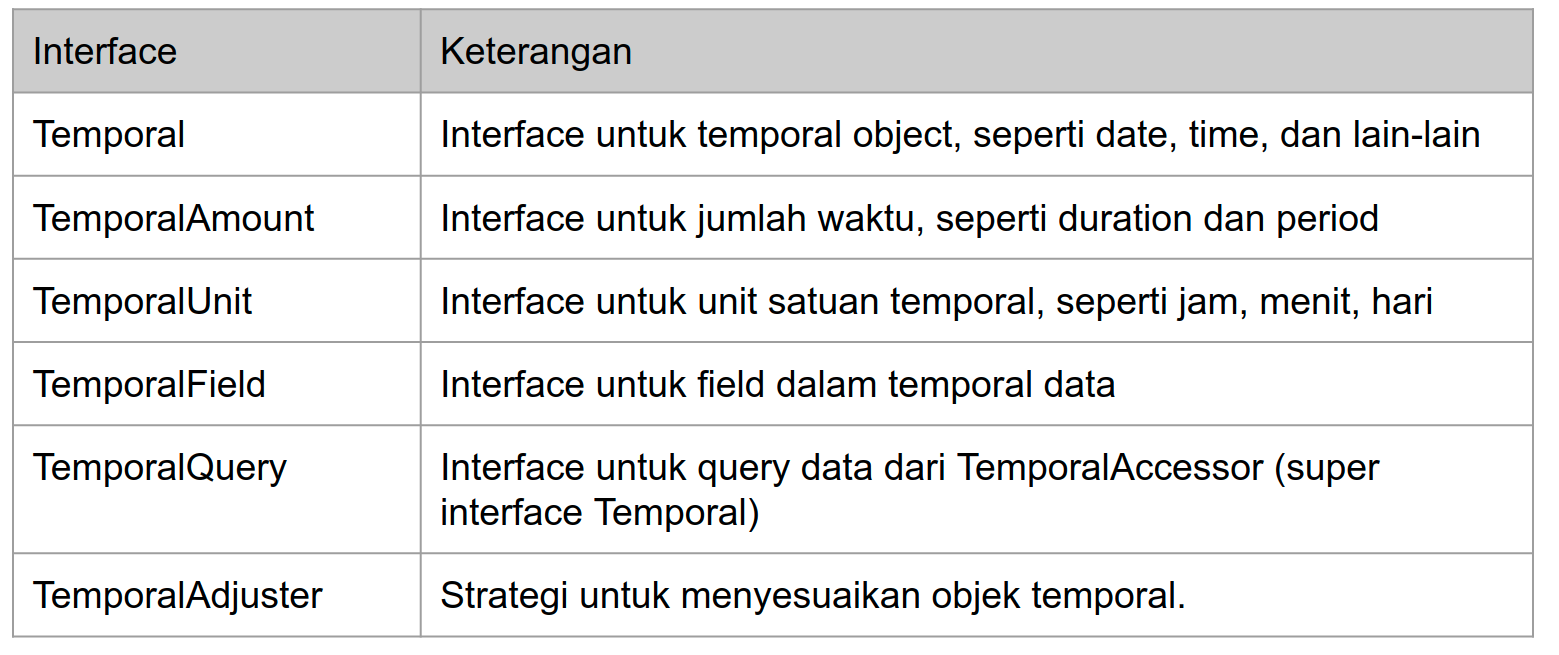 Interface
Keterangan
Temporal
Interface untuk temporal object, seperti date, time, dan lain-lain
TemporalAmount
Interface untuk jumlah waktu, seperti duration dan period
TemporalUnit
Interface untuk unit satuan temporal, seperti jam, menit, hari
TemporalField
Interface untuk field dalam temporal data
TemporalQuery
Interface untuk query data dari TemporalAccessor (super
interface Temporal)
TemporalAdjuster
Strategi untuk menyesuaikan objek temporal.